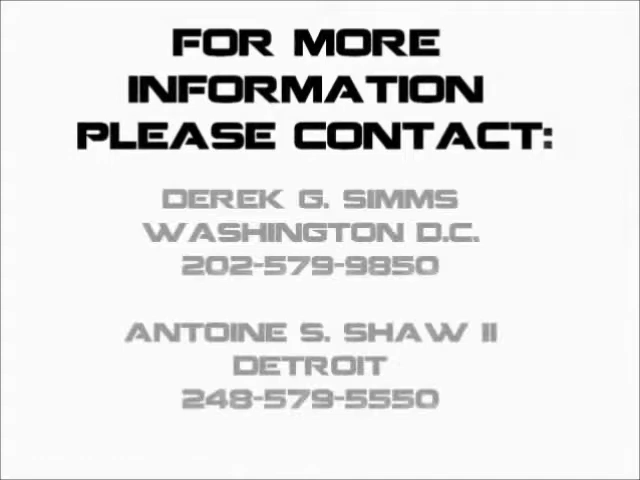 FOR MORE
INFORMATION
PLEASE CONTACT:
DEREK G. SIMMS
WASHINGTON D.C.
202-579-9850
ANTOINE S. SHAW II
DETROIT
248-579-5550